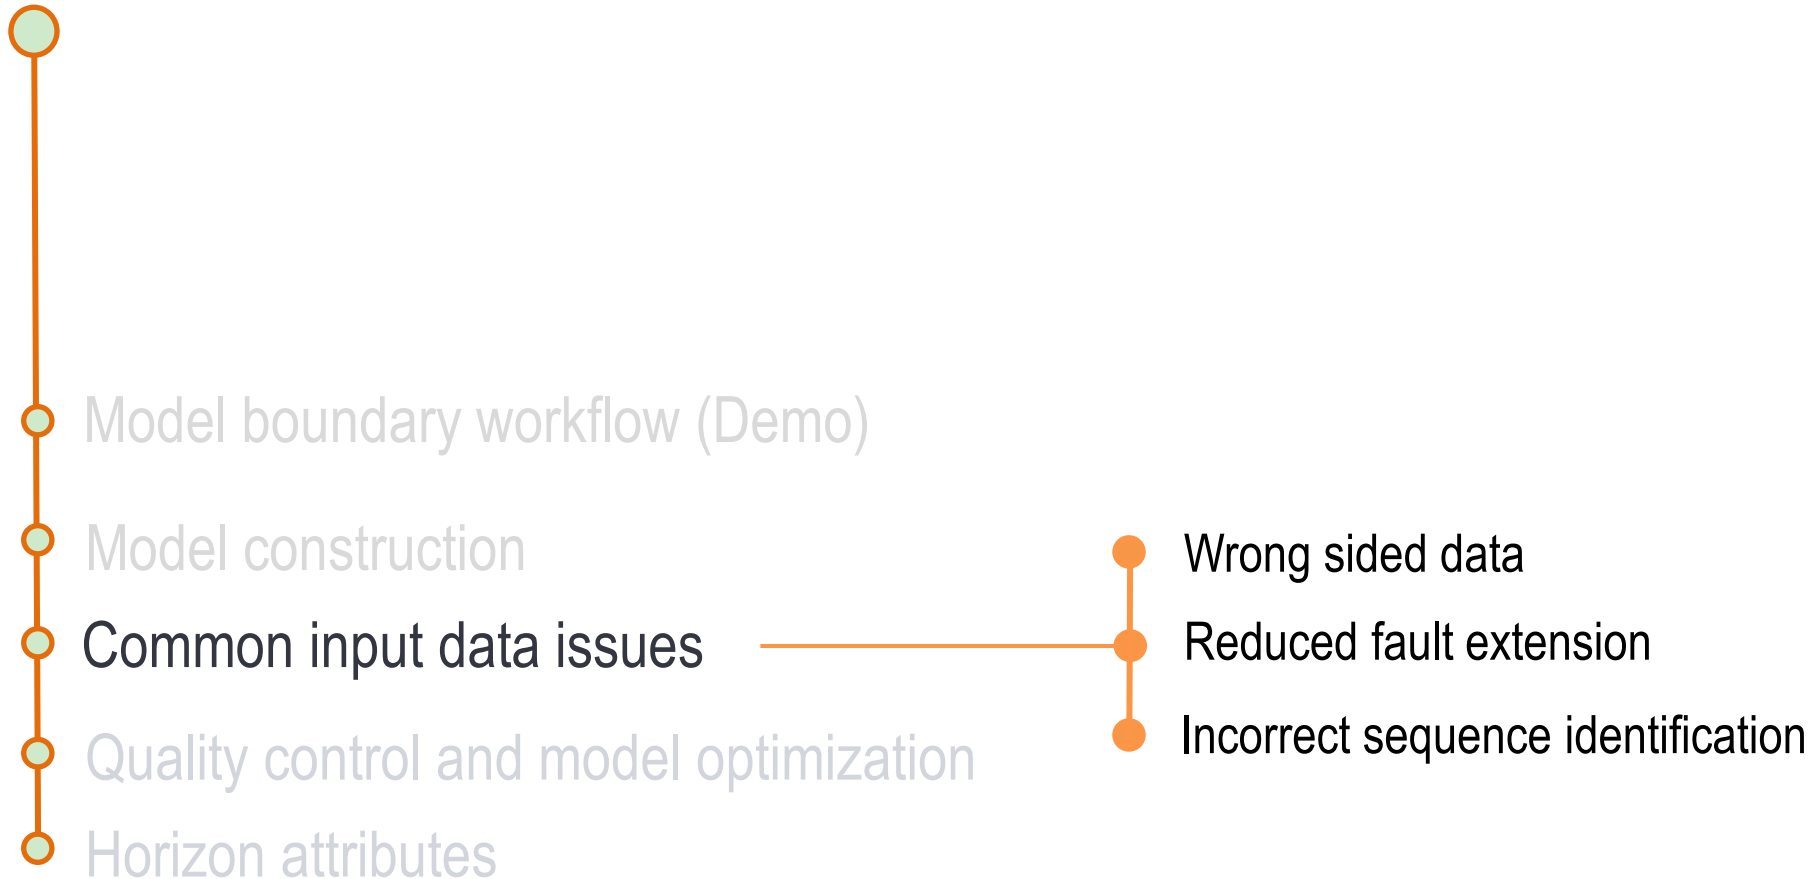 Model boundary workflow (Demo)
Model construction
Common input data issues
Quality control and model optimization
Horizon attributes
Wrong sided data
Reduced fault extension
Incorrect sequence identification